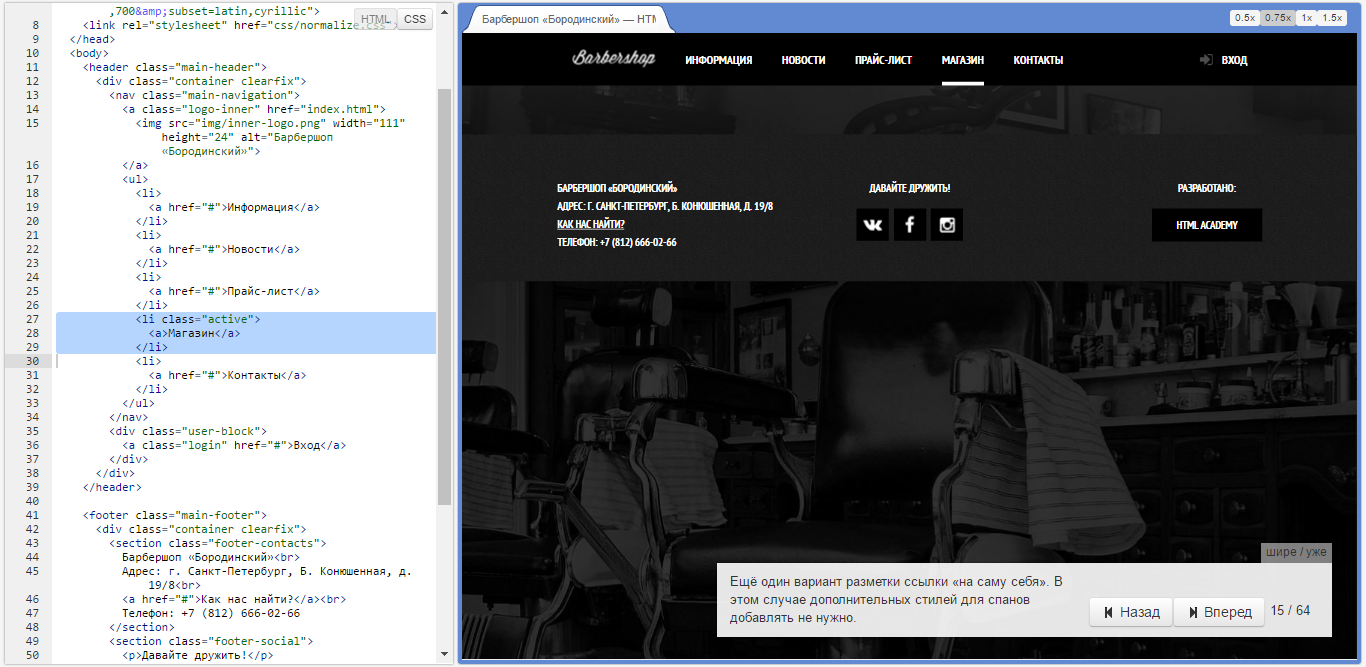 ,700&amp;subset=latin,cyrillic">
8 <link rel="stylesheet" href="css/normalize.css">
HTML CSS
9 </head>
10 <body>
11 <header class="main-header">
12 <div class="container clearfix">
13 <nav class="main-navigation">
14 <a class="logo-inner" href="index.html">
15 <img src="img/inner-logo.png" width="111"
height="24" alt="Барбершоп
«Бородинский»">
16 </a>
17 <ul>
18 <li>
19 <a href="#">Информация</a>
20 </li>
21 <li>
22 <a href="#">Новости</a>
23 </li>
24 <li>
25 <a href="#">Прайс-лист</a>
26 </li>
27 <li class="active">
28 <a>Магазин</a>
29 </li>
30 <li>
31 <a href="#">Контакты</a>
32 </li>
33 </ul>
34 </nav>
35 <div class="user-block">
36 <a class="login" href="#">Вход</a>
37 </div>
38 </div>
39 </header>
40
41 <footer class="main-footer">
42 <div class="container clearfix">
43 <section class="footer-contacts">
44 Барбершоп «Бородинский»<br>
45 Адрес: г. Санкт-Петербург, Б. Конюшенная, д.
19/8<br>
46 <a href="#">Как нас найти?</a><br>
47 Телефон: +7 (812) 666-02-66
48 </section>
49 <section class="footer-social">
50 <p>Давайте дружить!</p>
Барбершоп «Бородинский» — HTM
0.5x 0.75x 1x 1.5x
Barbershop ИНФОРМАЦИЯ НОВОСТИ ПРАЙС-ЛИСТ МАГАЗИН КОНТАКТЫ ВХОД
БАРБЕРШОП «БОРОДИНСКИЙ»
АДРЕС: Г. САНКТ-ПЕТЕРБУРГ, Б. КОНЮШЕННАЯ, Д. 19/8
КАК НАС НАЙТИ?
ТЕЛЕФОН: +7 (812) 666-02-66
ДАВАЙТЕ ДРУЖИТЬ!
РАЗРАБОТАНО:
HTML ACADEMY
шире / уже
Ещё один вариант разметки ссылки «на саму себя». В
этом случае дополнительных стилей для спанов
добавлять не нужно.
Назад Вперед 15 / 64